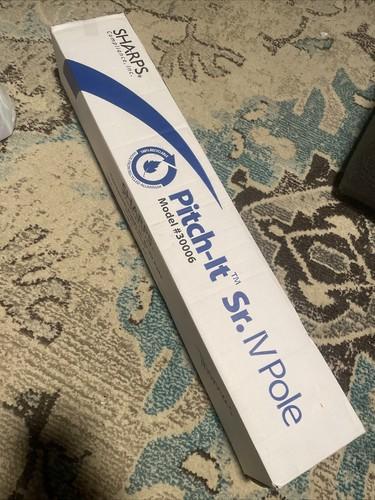 SHARPS
Compliance, Inc.
Pitch-It™ Sr. IV Pole
Model #30006